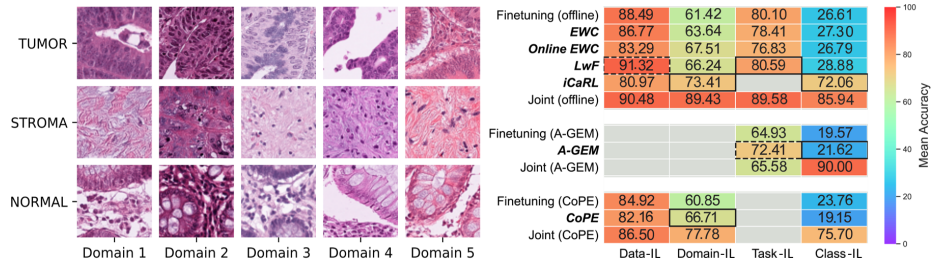 TUMOR
STROMA
NORMAL
Domain 1 Domain 2 Domain 3 Domain 4 Domain 5
Finetuning (offline) 88.49 61.42 80.10 26.61
EWC 86.77 63.64 78.41 27.30
Online EWC 83.29 67.51 76.83 26.79
LwF 91.32 66.24 80.59 28.88
iCaRL 80.97 73.41 72.06
Joint (offline) 90.48 89.43 89.58 85.94
Finetuning (A-GEM) 64.93 19.57
A-GEM 72.41 21.62
Joint (A-GEM) 65.58 90.00
Finetuning (CoPE) 84.92 60.85 23.76
CoPE 82.16 66.71 19.15
Joint (CoPE) 86.50 77.78 75.70
Data-IL Domain-IL Task-IL Class-IL
100
80
60
40
20
0
Mean Accuracy